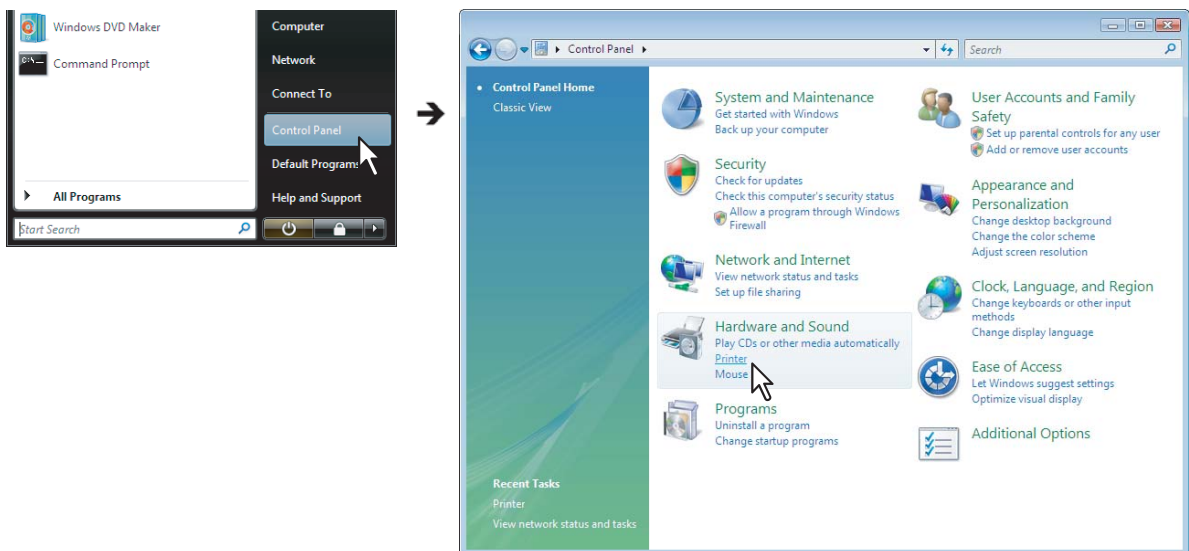 Windows DVD Maker
Command Prompt
All Programs
Start Search
Computer
Network
Connect To
Control Panel
Default Programs
Help and Support
Control Panel
Search
Control Panel Home
Classic View
Recent Tasks
Printer
View network status and tasks
System and Maintenance
Get started with Windows
Back up your computer
Security
Check for updates
Check this computer's security status
Allow a program through Windows
Firewall
Network and Internet
View network status and tasks
Set up file sharing
Hardware and Sound
Play CDs or other media automatically
Printer
Mouse
Programs
Uninstall a program
Change startup programs
User Accounts and Family
Safety
Set up parental controls for any user
Add or remove user accounts
Appearance and
Personalization
Change desktop background
Change the color scheme
Adjust screen resolution
Clock, Language, and Region
Change keyboards or other input
methods
Change display language
Ease of Access
Let Windows suggest settings
Optimize visual display
Additional Options